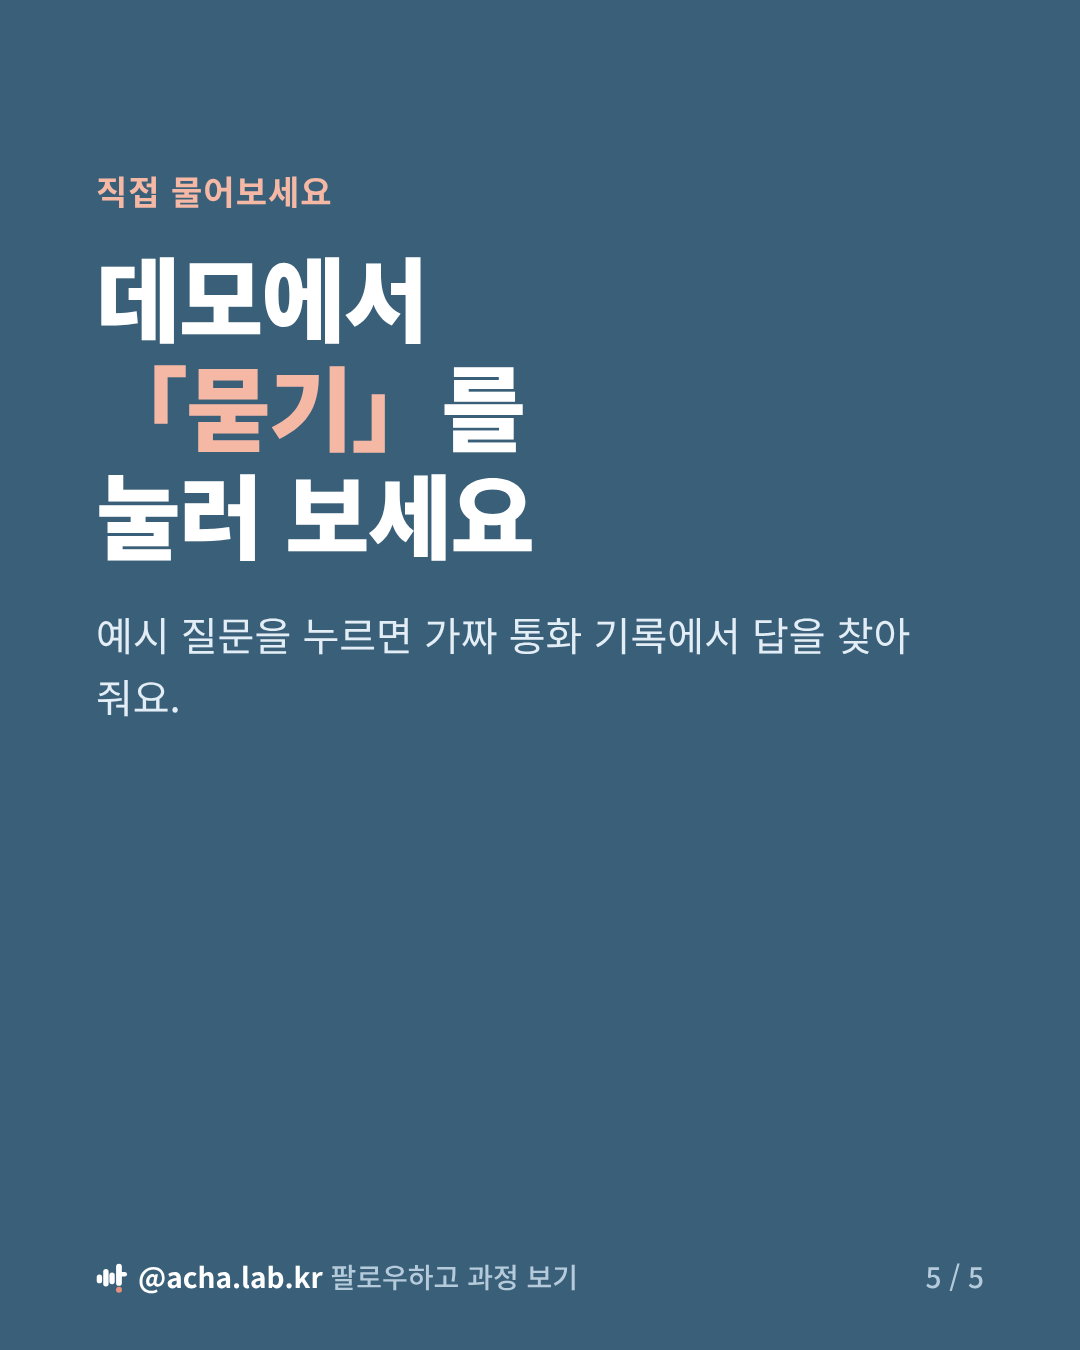 직접 물어보세요
데모에서
「묻기」를
눌러 보세요
예시 질문을 누르면 가짜 통화 기록에서 답을 찾아
줘요.
@acha.lab.kr 팔로우하고 과정 보기
5 / 5